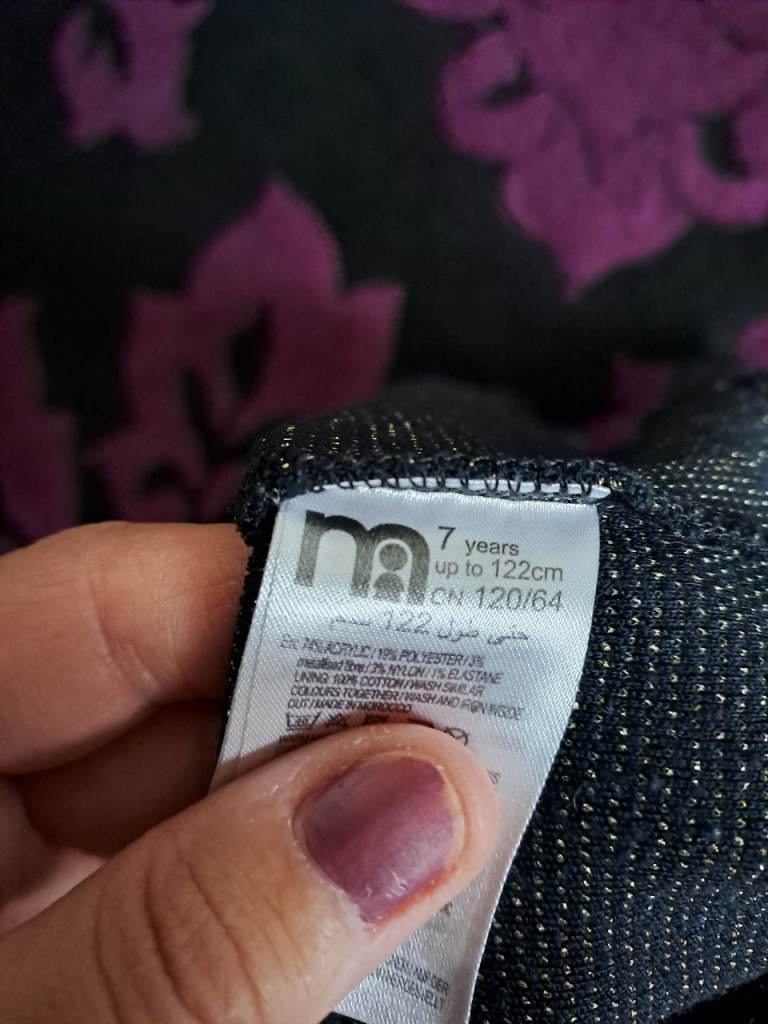 7 years
up to 122cm
CN 120/64
حتى طول 122 سم
74% ACRYLIC / 19% POLYESTER / 3%
metallised fibre / 3% NYLON / 1% ELASTANE
LINING: 100% COTTON / WASH SIMILAR
COLOURS TOGETHER / WASH AND IRON INSIDE
OUT / MADE IN MOROCCO
AUF DER